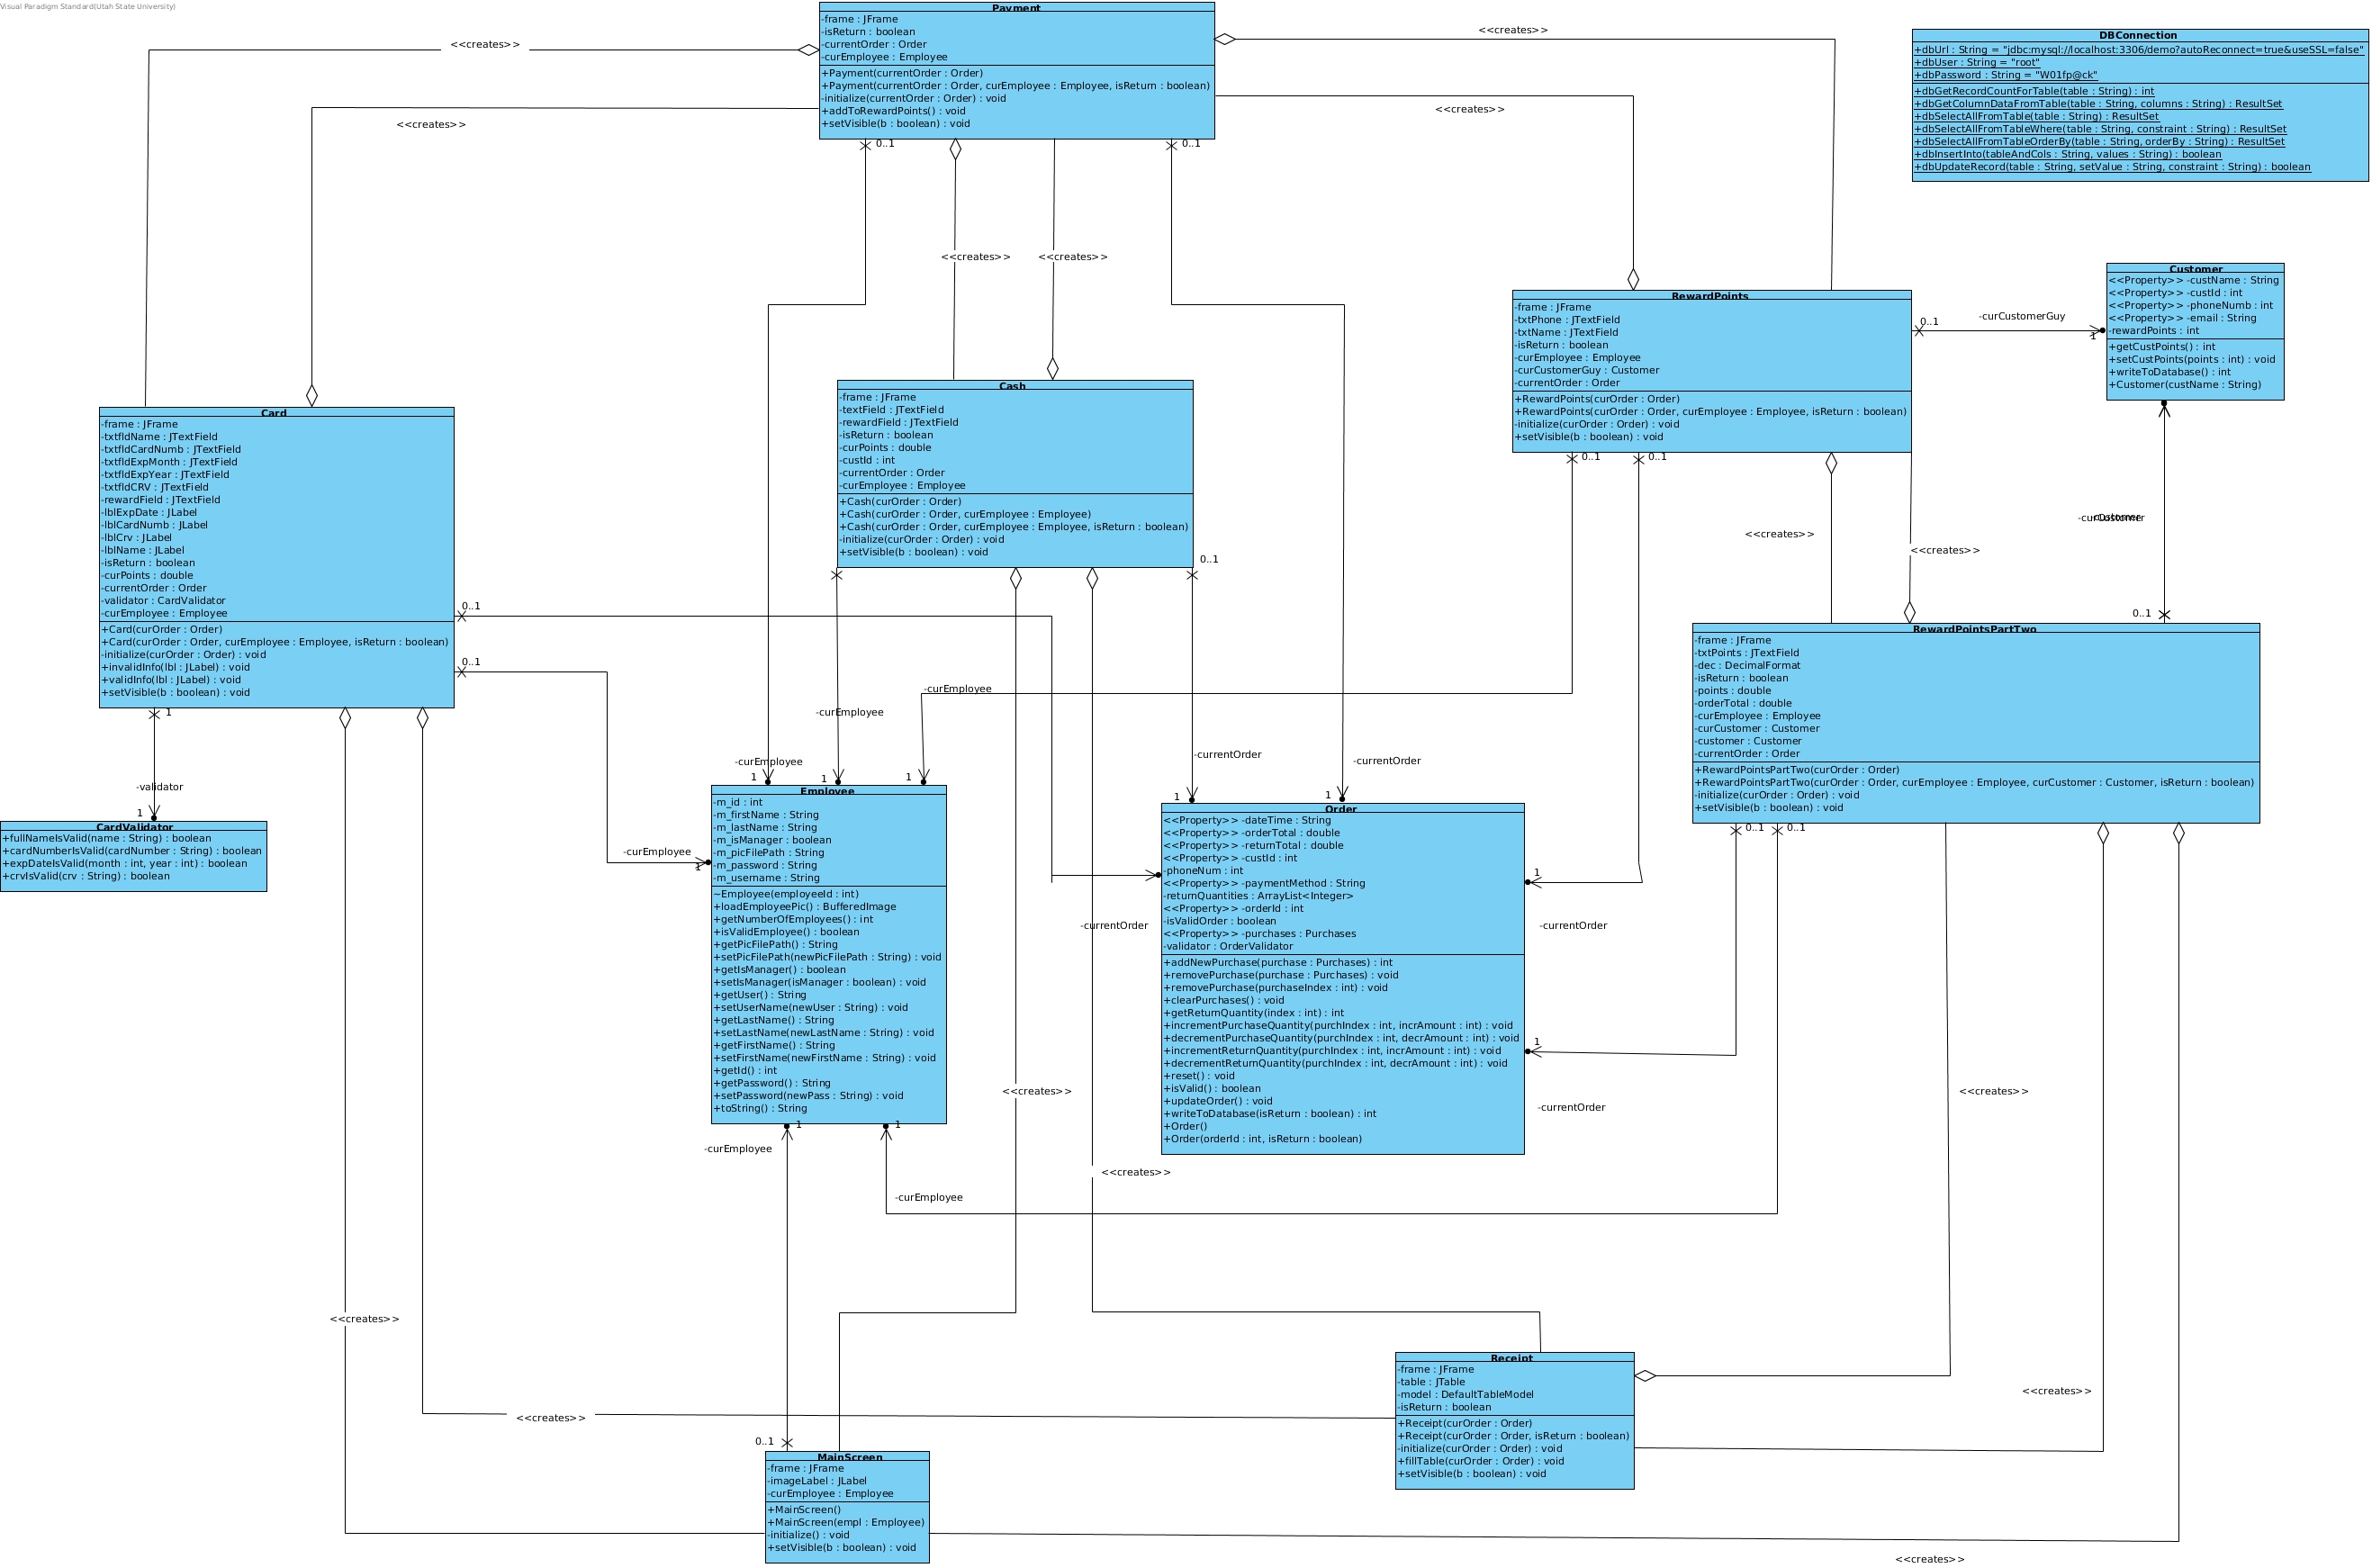 Visual Paradigm Standard(Utah State University)
Payment
-frame : JFrame
-isReturn : boolean
-currentOrder : Order
-curEmployee : Employee
+Payment(currentOrder : Order)
+Payment(currentOrder : Order, curEmployee : Employee, isReturn : boolean)
-initialize(currentOrder : Order) : void
+addToRewardPoints() : void
+setVisible(b : boolean) : void
<<creates>>
<<creates>>
<<creates>>
<<creates>>
0..1
0..1
<<creates>>
<<creates>>
DBConnection
+dbUrl : String = "jdbc:mysql://localhost:3306/demo?autoReconnect=true&useSSL=false"
+dbUser : String = "root"
+dbPassword : String = "W01fp@ck"
+dbGetRecordCountForTable(table : String) : int
+dbGetColumnDataFromTable(table : String, columns : String) : ResultSet
+dbSelectAllFromTable(table : String) : ResultSet
+dbSelectAllFromTableWhere(table : String, constraint : String) : ResultSet
+dbSelectAllFromTableOrderBy(table : String, orderBy : String) : ResultSet
+dbInsertInto(tableAndCols : String, values : String) : boolean
+dbUpdateRecord(table : String, setValue : String, constraint : String) : boolean
Customer
<<Property>> -custName : String
<<Property>> -custId : int
<<Property>> -phoneNumb : int
<<Property>> -email : String
-rewardPoints : int
+getCustPoints() : int
+setCustPoints(points : int) : void
+writeToDatabase() : int
+Customer(custName : String)
RewardPoints
-frame : JFrame
-txtPhone : JTextField
-txtName : JTextField
-isReturn : boolean
-curEmployee : Employee
-curCustomerGuy : Customer
-currentOrder : Order
+RewardPoints(curOrder : Order)
+RewardPoints(curOrder : Order, curEmployee : Employee, isReturn : boolean)
-initialize(curOrder : Order) : void
+setVisible(b : boolean) : void
0..1
-curCustomerGuy
1
0..1
0..1
Cash
-frame : JFrame
-textField : JTextField
-rewardField : JTextField
-isReturn : boolean
-curPoints : double
-custId : int
-currentOrder : Order
-curEmployee : Employee
+Cash(curOrder : Order)
+Cash(curOrder : Order, curEmployee : Employee)
+Cash(curOrder : Order, curEmployee : Employee, isReturn : boolean)
-initialize(curOrder : Order) : void
+setVisible(b : boolean) : void
0..1
Card
-frame : JFrame
-txtfldName : JTextField
-txtfldCardNumb : JTextField
-txtfldExpMonth : JTextField
-txtfldExpYear : JTextField
-txtfldCRV : JTextField
-rewardField : JTextField
-lblExpDate : JLabel
-lblCardNumb : JLabel
-lblCrv : JLabel
-lblName : JLabel
-isReturn : boolean
-curPoints : double
-currentOrder : Order
-validator : CardValidator
-curEmployee : Employee
+Card(curOrder : Order)
+Card(curOrder : Order, curEmployee : Employee, isReturn : boolean)
-initialize(curOrder : Order) : void
+invalidInfo(lbl : JLabel) : void
+validInfo(lbl : JLabel) : void
+setVisible(b : boolean) : void
0..1
0..1
1
-validator
1
CardValidator
+fullNameIsValid(name : String) : boolean
+cardNumberIsValid(cardNumber : String) : boolean
+expDateIsValid(month : int, year : int) : boolean
+crvIsValid(crv : String) : boolean
<<creates>>
<<creates>>
-curCustomer
0..1
RewardPointsPartTwo
-frame : JFrame
-txtPoints : JTextField
-dec : DecimalFormat
-isReturn : boolean
-points : double
-orderTotal : double
-curEmployee : Employee
-curCustomer : Customer
-customer : Customer
-currentOrder : Order
+RewardPointsPartTwo(curOrder : Order)
+RewardPointsPartTwo(curOrder : Order, curEmployee : Employee, curCustomer : Customer, isReturn : boolean)
-initialize(curOrder : Order) : void
+setVisible(b : boolean) : void
0..1
0..1
-curEmployee
-curEmployee
-curEmployee
1
1
1
-curEmployee
1
Employee
-m_id : int
-m_firstName : String
-m_lastName : String
-m_isManager : boolean
-m_picFilePath : String
-m_password : String
-m_username : String
~Employee(employeeId : int)
+loadEmployeePic() : BufferedImage
+getNumberOfEmployees() : int
+isValidEmployee() : boolean
+getPicFilePath() : String
+setPicFilePath(newPicFilePath : String) : void
+getIsManager() : boolean
+setIsManager(isManager : boolean) : void
+getUser() : String
+setUserName(newUser : String) : void
+getLastName() : String
+setLastName(newLastName : String) : void
+getFirstName() : String
+setFirstName(newFirstName : String) : void
+getId() : int
+getPassword() : String
+setPassword(newPass : String) : void
+toString() : String
1
1
-curEmployee
-curEmployee
-currentOrder
-currentOrder
1
1
-currentOrder
Order
<<Property>> -dateTime : String
<<Property>> -orderTotal : double
<<Property>> -returnTotal : double
<<Property>> -custId : int
-phoneNum : int
<<Property>> -paymentMethod : String
-returnQuantities : ArrayList<Integer>
<<Property>> -orderId : int
-isValidOrder : boolean
<<Property>> -purchases : Purchases
-validator : OrderValidator
+addNewPurchase(purchase : Purchases) : int
+removePurchase(purchase : Purchases) : void
+removePurchase(purchaseIndex : int) : void
+clearPurchases() : void
+getReturnQuantity(index : int) : int
+incrementPurchaseQuantity(purchIndex : int, incrAmount : int) : void
+decrementPurchaseQuantity(purchIndex : int, decrAmount : int) : void
+incrementReturnQuantity(purchIndex : int, incrAmount : int) : void
+decrementReturnQuantity(purchIndex : int, decrAmount : int) : void
+reset() : void
+isValid() : boolean
+updateOrder() : void
+writeToDatabase(isReturn : boolean) : int
+Order()
+Order(orderId : int, isReturn : boolean)
1
-currentOrder
1
-currentOrder
<<creates>>
<<creates>>
<<creates>>
<<creates>>
<<creates>>
<<creates>>
Receipt
-frame : JFrame
-table : JTable
-model : DefaultTableModel
-isReturn : boolean
+Receipt(curOrder : Order)
+Receipt(curOrder : Order, isReturn : boolean)
-initialize(curOrder : Order) : void
+fillTable(curOrder : Order) : void
+setVisible(b : boolean) : void
0..1
MainScreen
-frame : JFrame
-imageLabel : JLabel
-curEmployee : Employee
+MainScreen()
+MainScreen(empl : Employee)
-initialize() : void
+setVisible(b : boolean) : void
<<creates>>